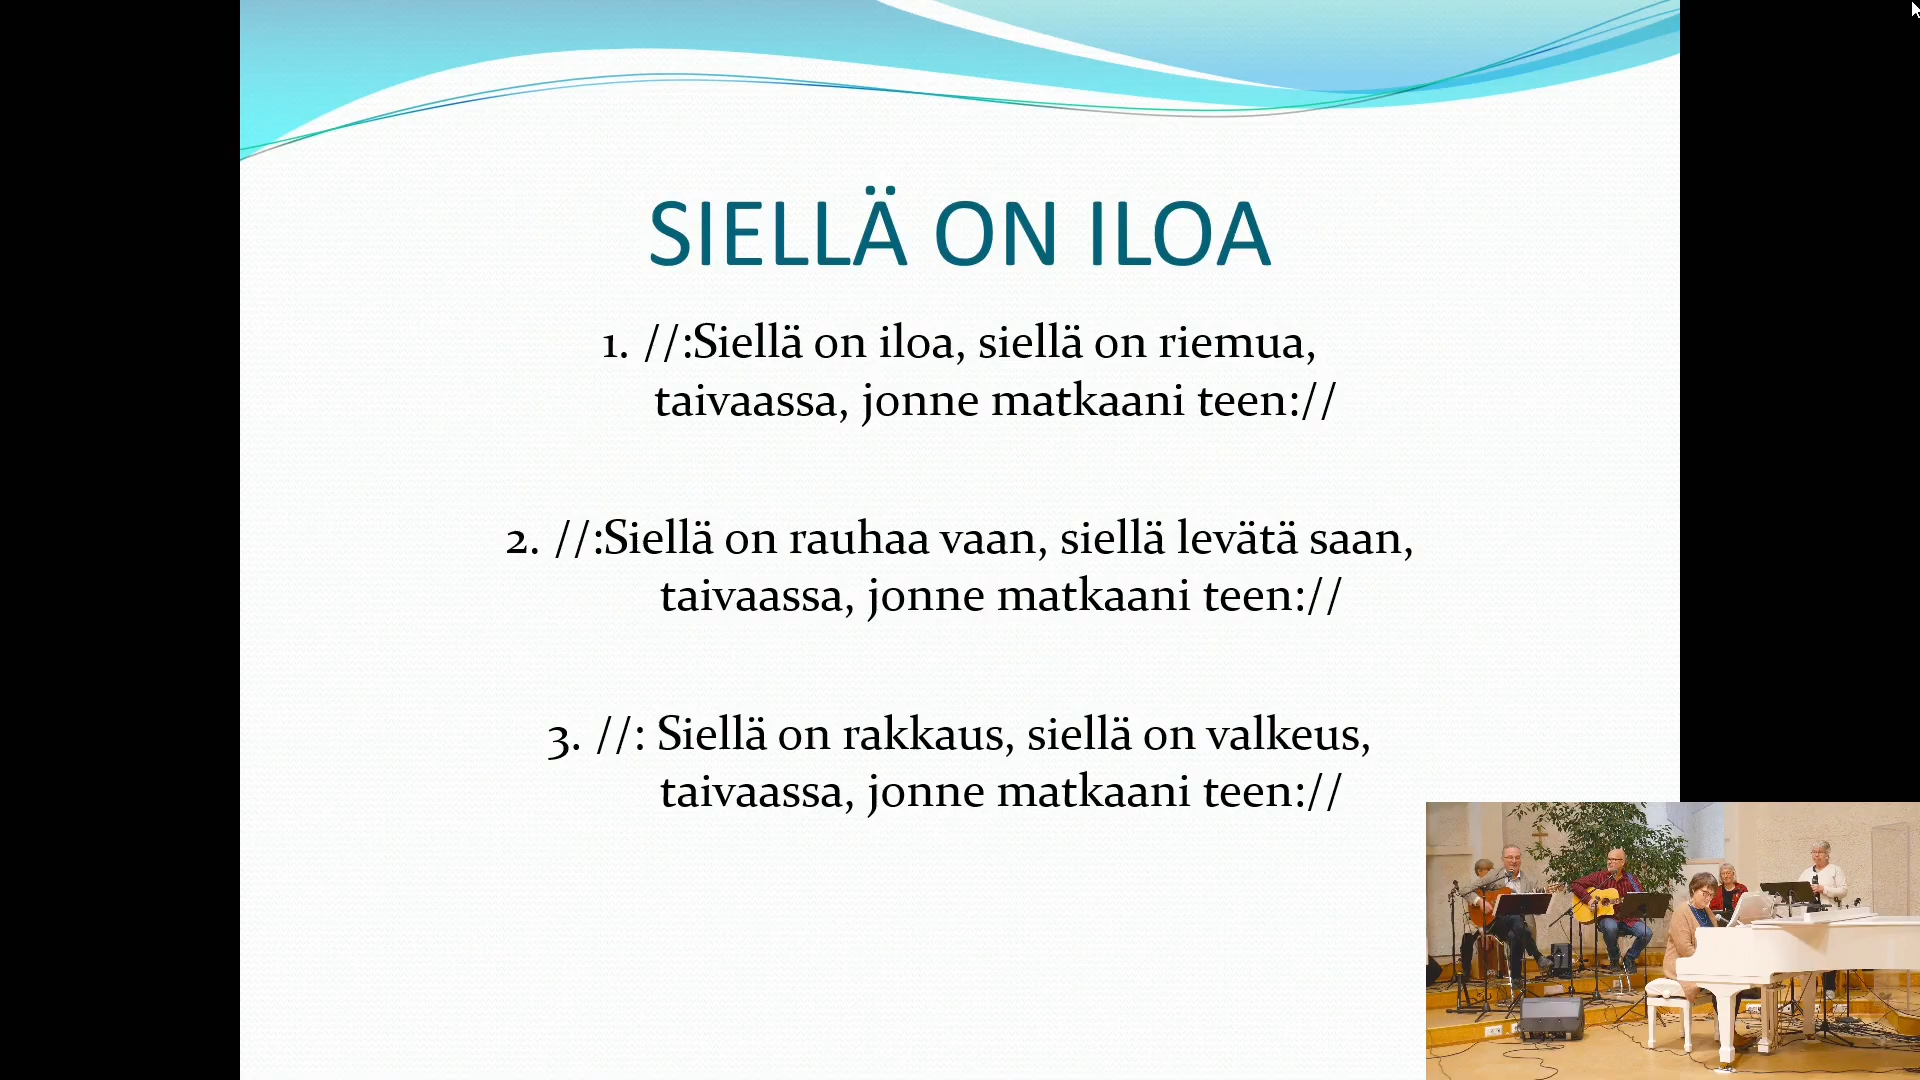 SIELLÄ ON ILOA
1. //:Siellä on iloa, siellä on riemua,
taivaassa, jonne matkaani teen://
2. //:Siellä on rauhaa vaan, siellä levätä saan,
taivaassa, jonne matkaani teen://
3. //: Siellä on rakkaus, siellä on valkeus,
taivaassa, jonne matkaani teen://